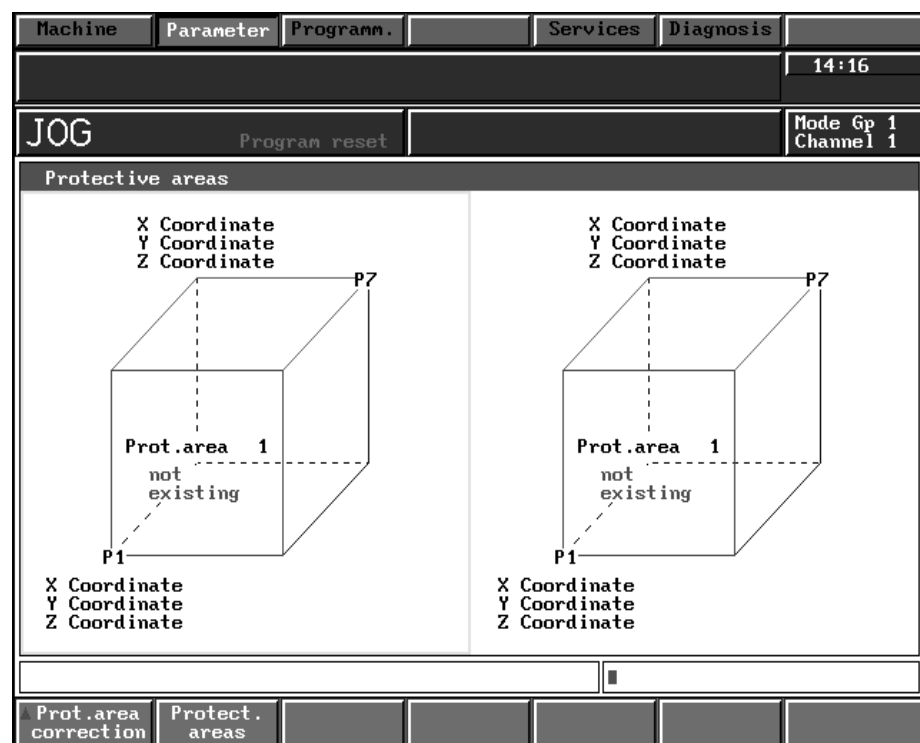 Machine Parameter Programm. Services Diagnosis
14:16
JOG Program reset Mode Gp 1
Channel 1
Protective areas
X Coordinate
Y Coordinate
Z Coordinate
P7
Prot.area 1
not
existing
P1
X Coordinate
Y Coordinate
Z Coordinate
X Coordinate
Y Coordinate
Z Coordinate
P7
Prot.area 1
not
existing
P1
X Coordinate
Y Coordinate
Z Coordinate
Prot.area
correction
Protect.
areas